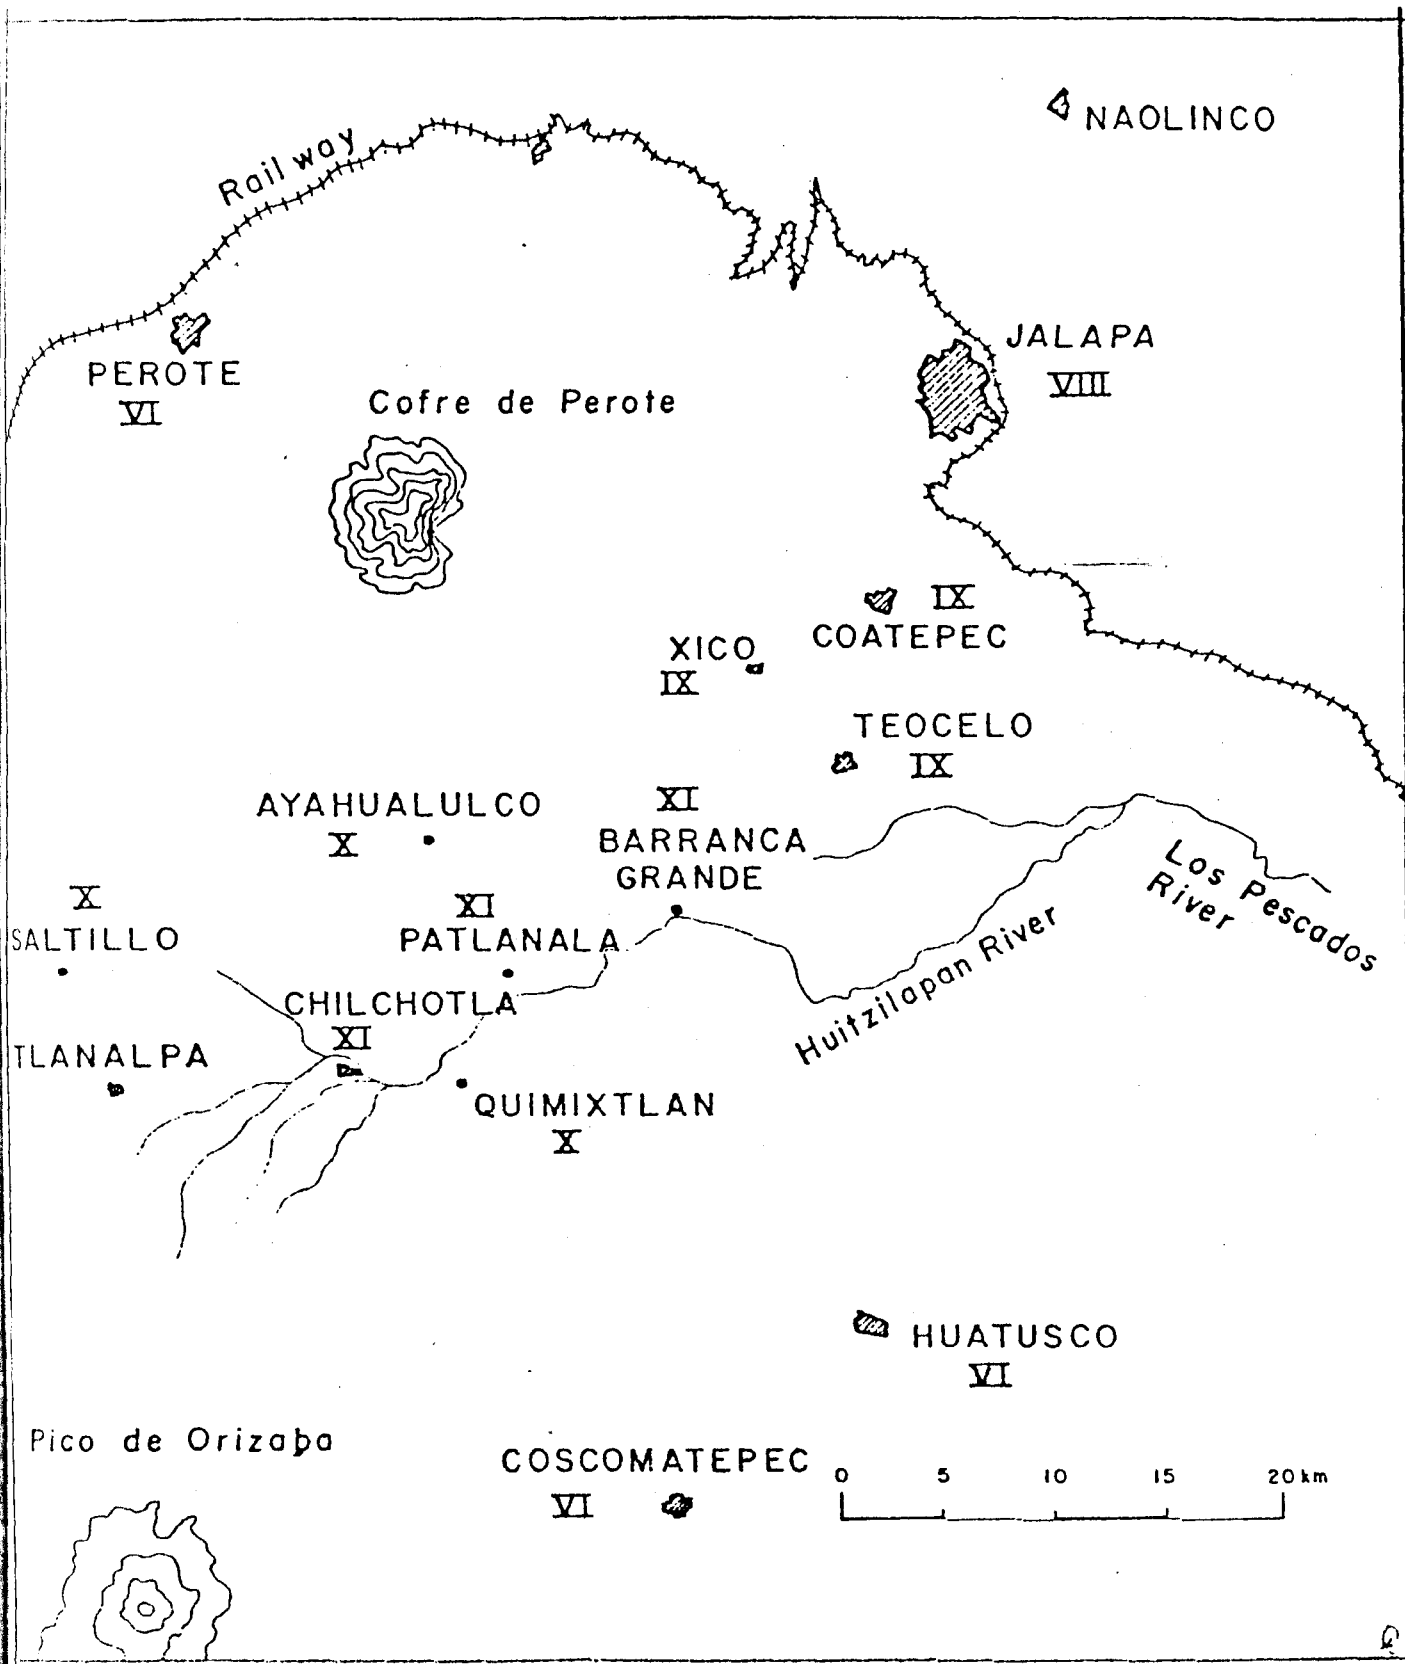 NAOLINCO
Railway
JALAPA
VIII
PEROTE
VI
Cofre de Perote
IX
COATEPEC
XICO
IX
TEOCELO
IX
AYAHUALULCO
X
XI
BARRANCA
GRANDE
Los Pescados
River
X
SALTILLO
XI
PATLANALA
Huitzilapan River
CHILCHOTLA
XI
TLANALPA
QUIMIXTLAN
X
HUATUSCO
VI
Pico de Orizaba
COSCOMATEPEC
VI
0 5 10 15 20 km